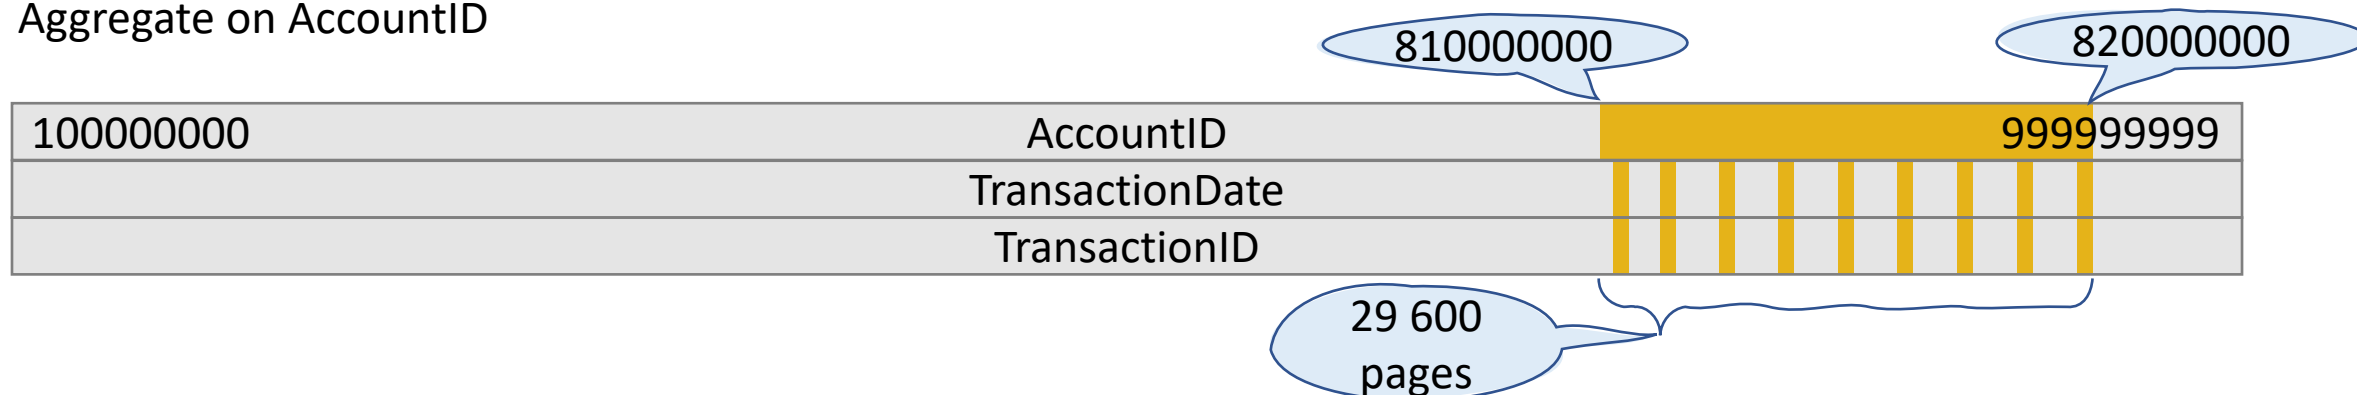 Aggregate on AccountID
810000000
820000000
100000000
AccountID
999999999
TransactionDate
TransactionID
29 600
pages